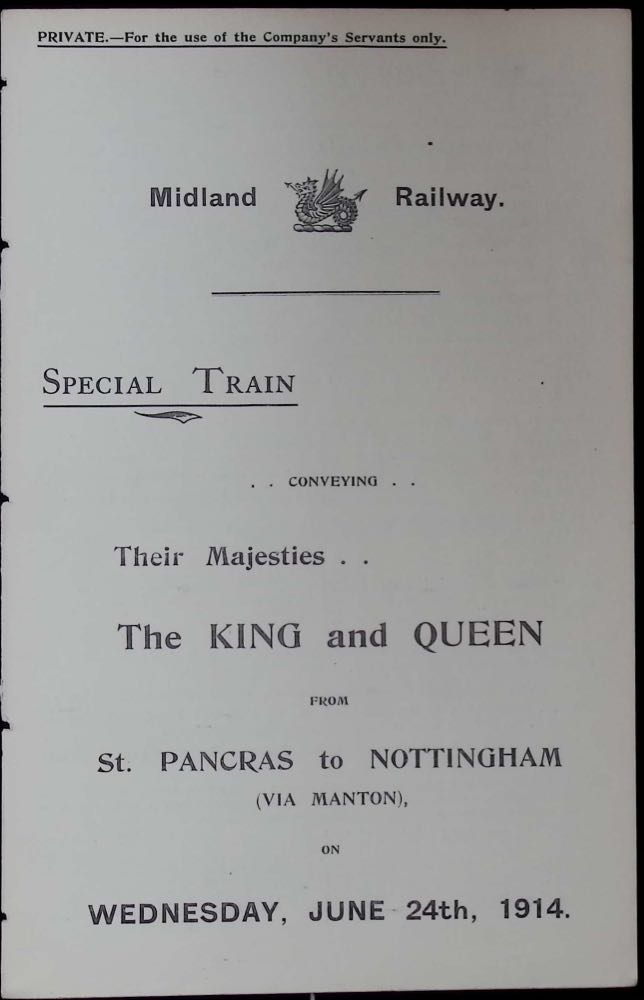 PRIVATE.—For the use of the Company's Servants only.
Midland Railway.
SPECIAL TRAIN
. . CONVEYING . .
Their Majesties . .
The KING and QUEEN
FROM
St. PANCRAS to NOTTINGHAM
(VIA MANTON),
ON
WEDNESDAY, JUNE 24th, 1914.